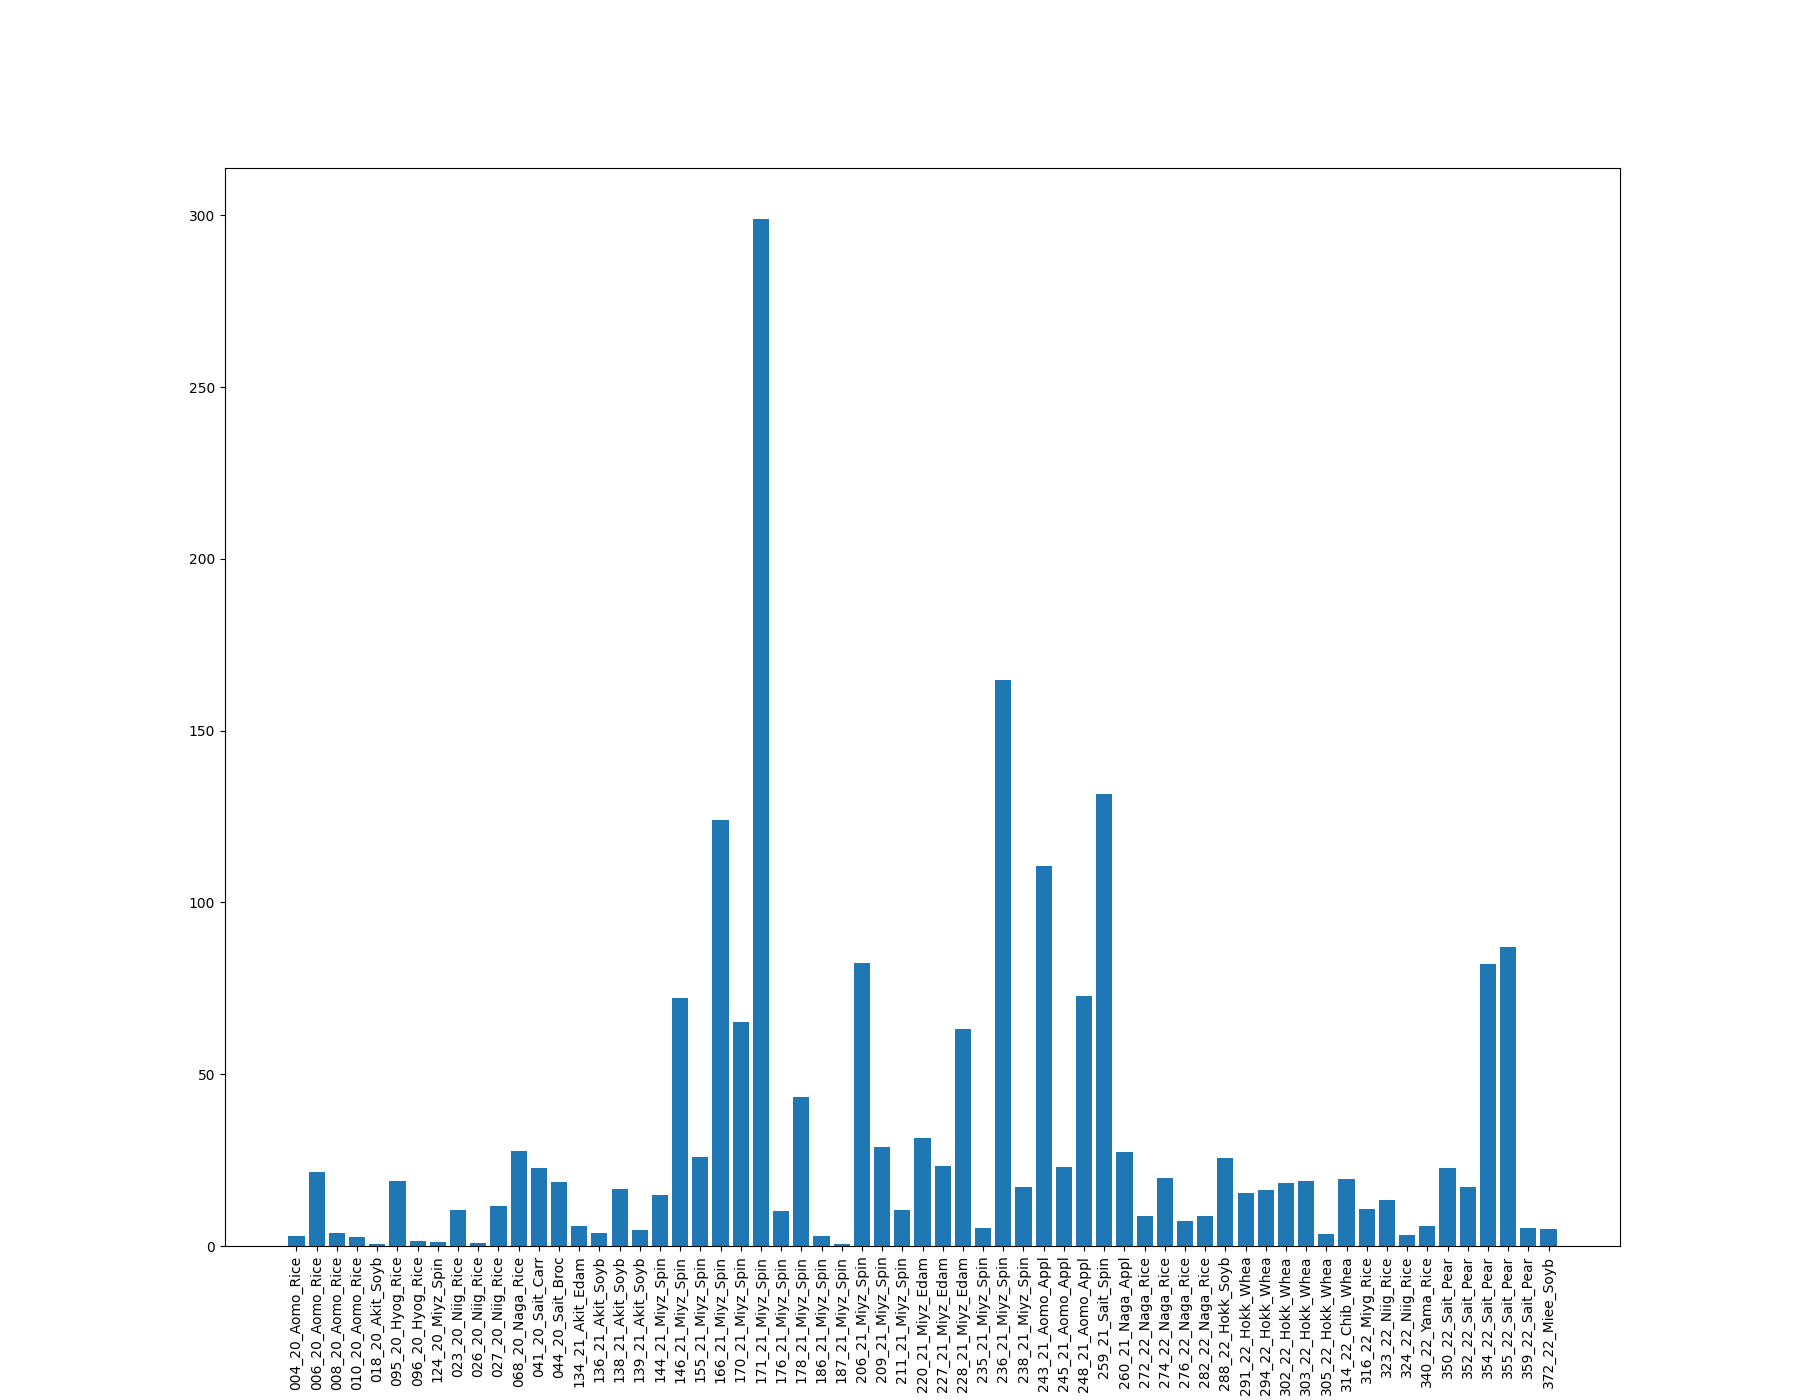 300
250
200
150
100
50
0
004_20_Aomo_Rice
006_20_Aomo_Rice
008_20_Aomo_Rice
010_20_Aomo_Rice
018_20_Akit_Soyb
095_20_Hyog_Rice
096_20_Hyog_Rice
124_20_Miyz_Spin
023_20_Niig_Rice
026_20_Niig_Rice
027_20_Niig_Rice
068_20_Naga_Rice
041_20_Sait_Carr
044_20_Sait_Broc
134_21_Akit_Edam
136_21_Akit_Soyb
138_21_Akit_Soyb
139_21_Akit_Soyb
144_21_Miyz_Spin
146_21_Miyz_Spin
155_21_Miyz_Spin
166_21_Miyz_Spin
170_21_Miyz_Spin
171_21_Miyz_Spin
176_21_Miyz_Spin
178_21_Miyz_Spin
186_21_Miyz_Spin
187_21_Miyz_Spin
206_21_Miyz_Spin
209_21_Miyz_Spin
211_21_Miyz_Spin
220_21_Miyz_Edam
227_21_Miyz_Edam
228_21_Miyz_Edam
235_21_Miyz_Spin
236_21_Miyz_Spin
238_21_Miyz_Spin
243_21_Aomo_Appl
245_21_Aomo_Appl
248_21_Aomo_Appl
259_21_Sait_Spin
260_21_Naga_Appl
272_22_Naga_Rice
274_22_Naga_Rice
276_22_Naga_Rice
282_22_Naga_Rice
288_22_Hokk_Soyb
291_22_Hokk_Whea
294_22_Hokk_Whea
302_22_Hokk_Whea
303_22_Hokk_Whea
305_22_Hokk_Whea
314_22_Chib_Whea
316_22_Miyg_Rice
323_22_Niig_Rice
324_22_Niig_Rice
340_22_Yama_Rice
350_22_Sait_Pear
352_22_Sait_Pear
354_22_Sait_Pear
355_22_Sait_Pear
359_22_Sait_Pear
372_22_Miee_Soyb